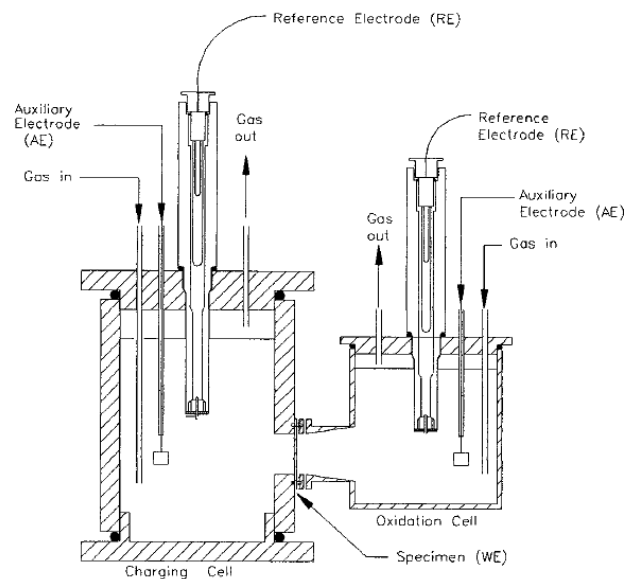 Reference Electrode (RE)
Auxiliary
Electrode
(AE)
Gas in
Gas
out
Reference
Electrode (RE)
Auxiliary
Electrode (AE)
Gas in
Gas
out
Oxidation Cell
Specimen (WE)
Charging Cell